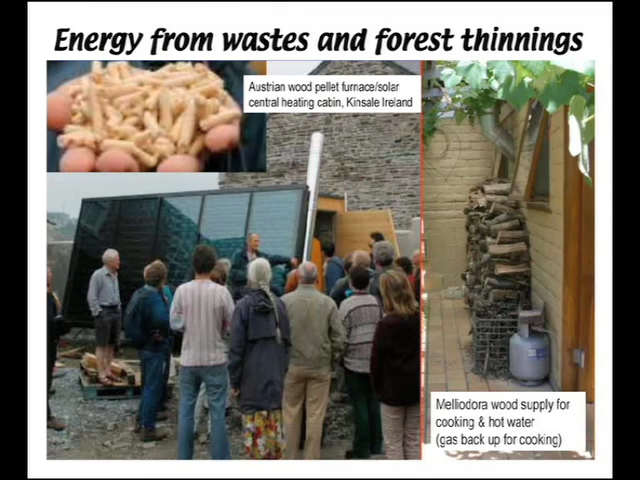 Energy from wastes and forest thinnings
Austrian wood pellet furnace/solar
central heating cabin, Kinsale Ireland
Melliodora wood supply for
cooking & hot water
(gas back up for cooking)